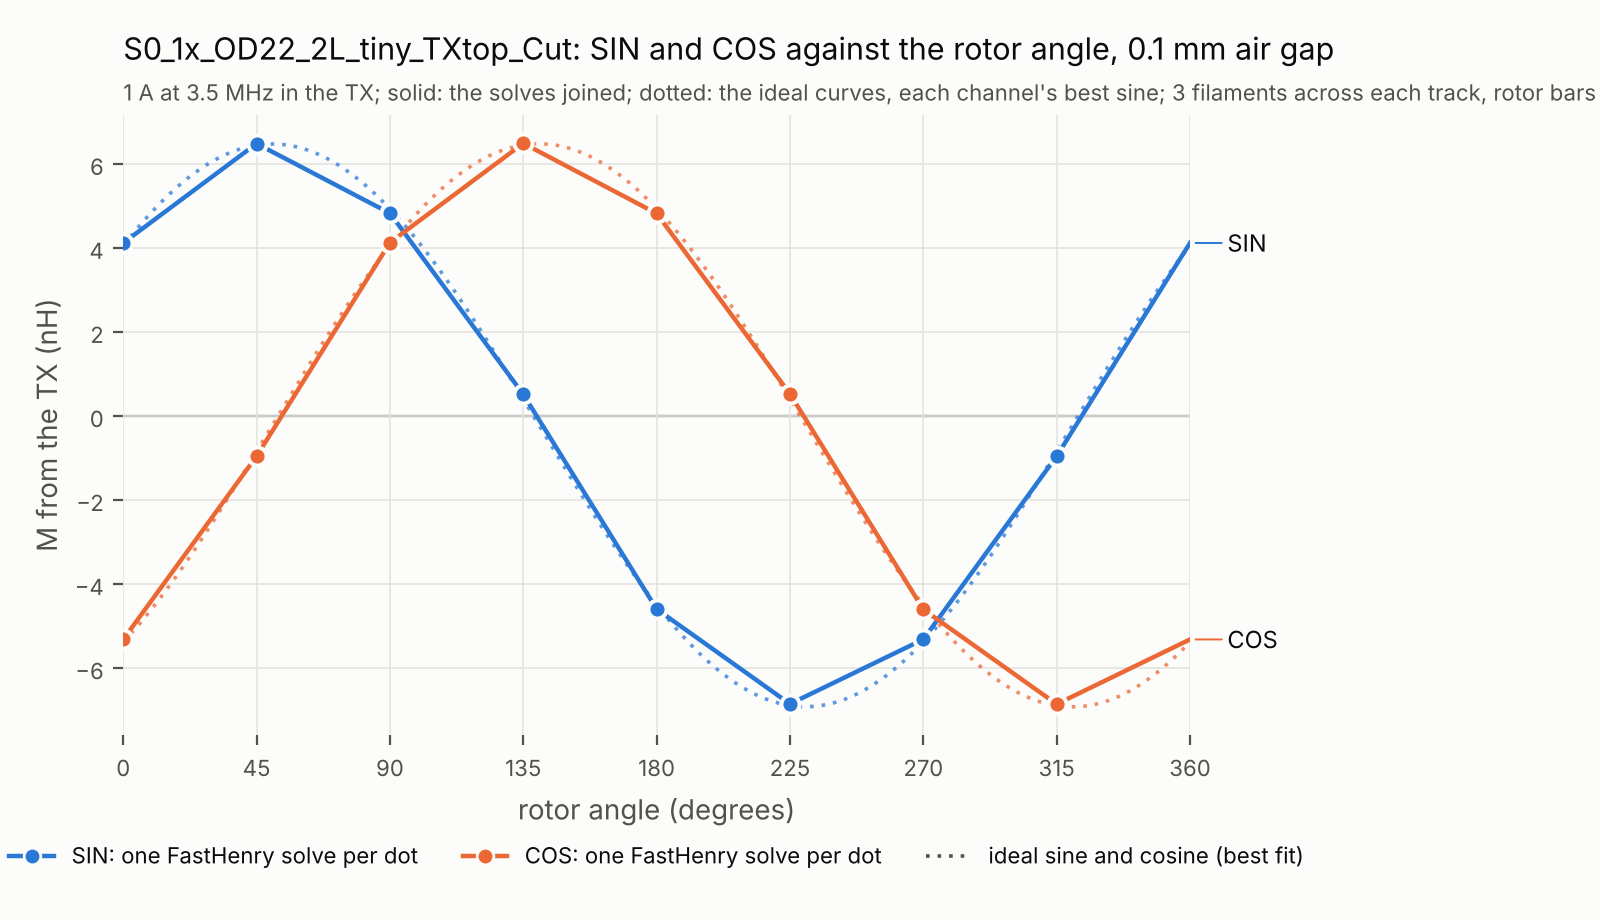 S0_1x_OD22_2L_tiny_TXtop_Cut: SIN and COS against the rotor angle, 0.1 mm air gap
1 A at 3.5 MHz in the TX; solid: the solves joined; dotted: the ideal curves, each channel's best sine; 3 filaments across each track, rotor bars
6
4
2
0
−2
−4
−6
M from the TX (nH)
SIN
COS
0 45 90 135 180 225 270 315 360
rotor angle (degrees)
SIN: one FastHenry solve per dot COS: one FastHenry solve per dot ideal sine and cosine (best fit)